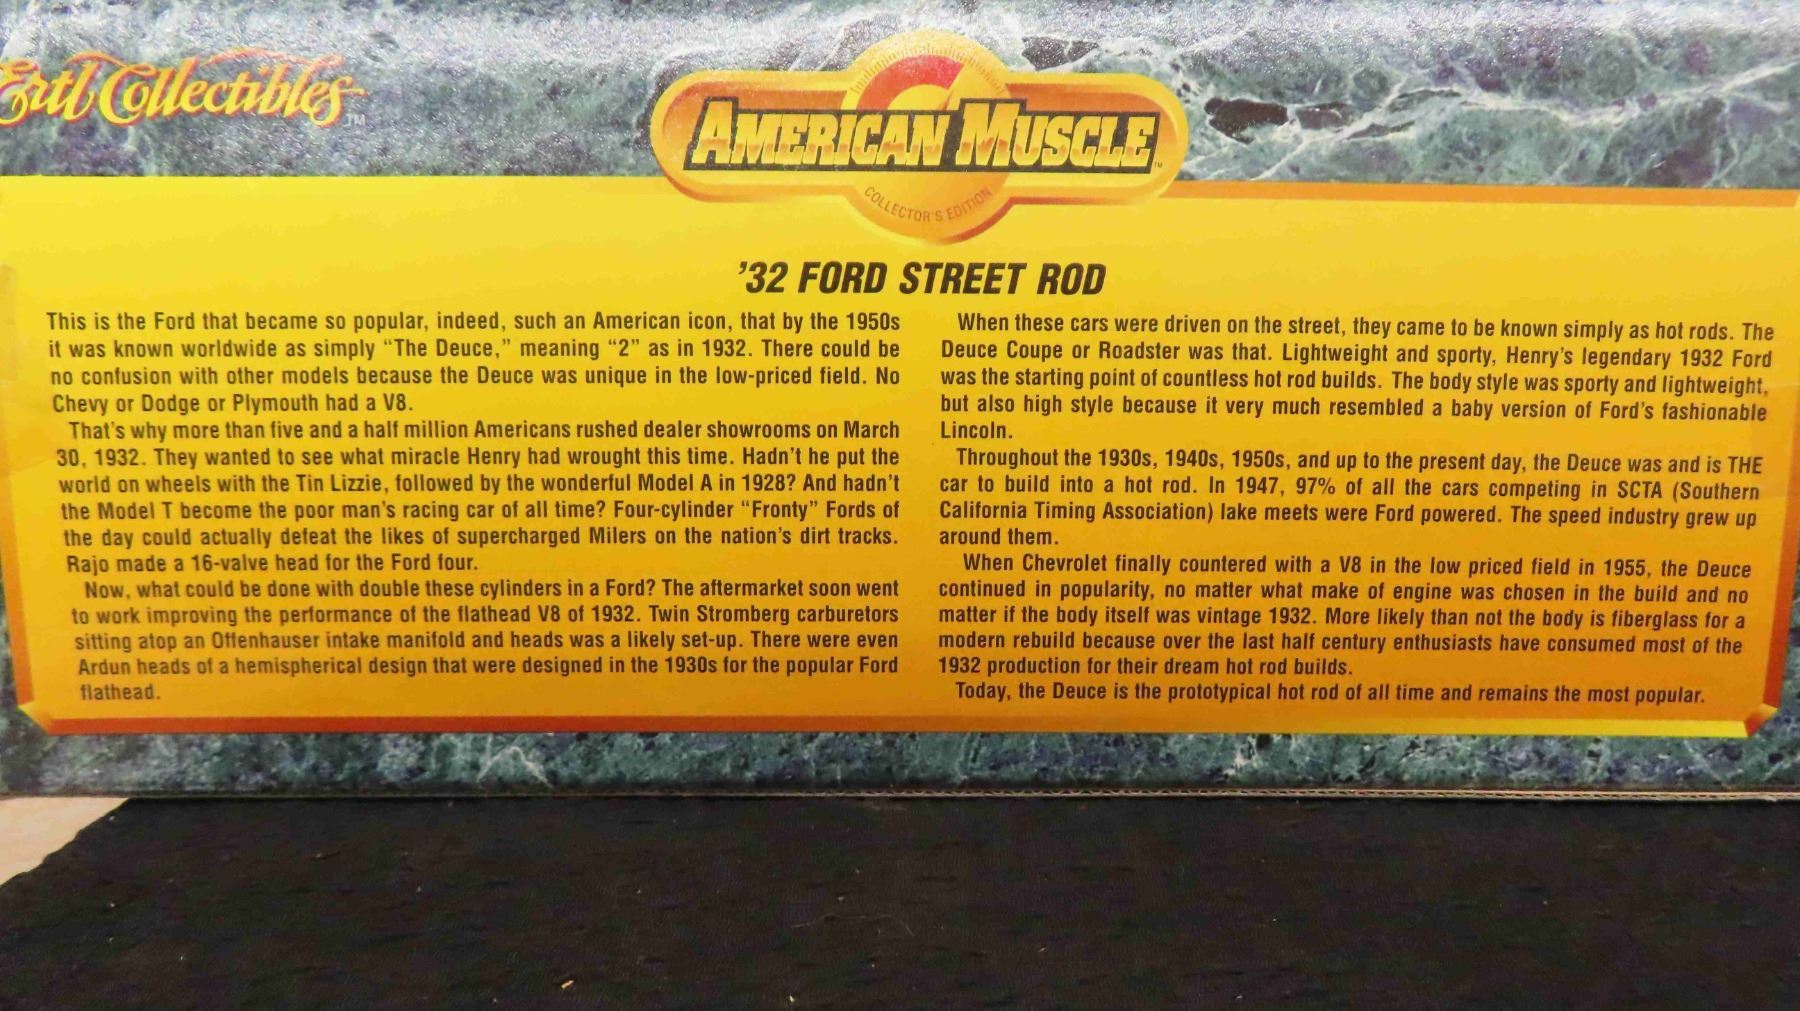 Ertl Collectibles TM
AMERICAN MUSCLE TM
COLLECTOR'S EDITION
'32 FORD STREET ROD
This is the Ford that became so popular, indeed, such an American icon, that by the 1950s
it was known worldwide as simply “The Deuce,” meaning “2” as in 1932. There could be
no confusion with other models because the Deuce was unique in the low-priced field. No
Chevy or Dodge or Plymouth had a V8.
That's why more than five and a half million Americans rushed dealer showrooms on March
30, 1932. They wanted to see what miracle Henry had wrought this time. Hadn't he put the
world on wheels with the Tin Lizzie, followed by the wonderful Model A in 1928? And hadn't
the Model T become the poor man's racing car of all time? Four-cylinder “Fronty” Fords of
the day could actually defeat the likes of supercharged Milers on the nation's dirt tracks.
Rajo made a 16-valve head for the Ford four.
Now, what could be done with double these cylinders in a Ford? The aftermarket soon went
to work improving the performance of the flathead V8 of 1932. Twin Stromberg carburetors
sitting atop an Offenhauser intake manifold and heads was a likely set-up. There were even
Ardun heads of a hemispherical design that were designed in the 1930s for the popular Ford
flathead.
When these cars were driven on the street, they came to be known simply as hot rods. The
Deuce Coupe or Roadster was that. Lightweight and sporty, Henry's legendary 1932 Ford
was the starting point of countless hot rod builds. The body style was sporty and lightweight,
but also high style because it very much resembled a baby version of Ford's fashionable
Lincoln.
Throughout the 1930s, 1940s, 1950s, and up to the present day, the Deuce was and is THE
car to build into a hot rod. In 1947, 97% of all the cars competing in SCTA (Southern
California Timing Association) lake meets were Ford powered. The speed industry grew up
around them.
When Chevrolet finally countered with a V8 in the low priced field in 1955, the Deuce
continued in popularity, no matter what make of engine was chosen in the build and no
matter if the body itself was vintage 1932. More likely than not the body is fiberglass for a
modern rebuild because over the last half century enthusiasts have consumed most of the
1932 production for their dream hot rod builds.
Today, the Deuce is the prototypical hot rod of all time and remains the most popular.